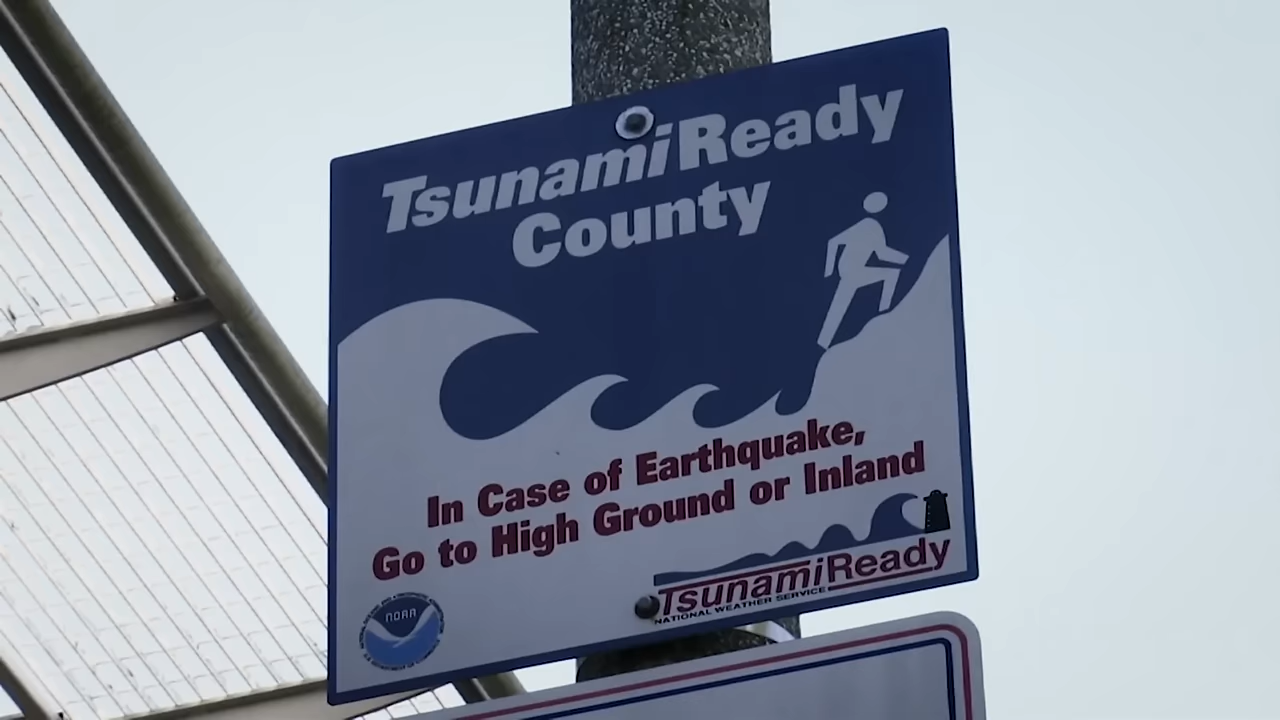 TsunamiReady
County
In Case of Earthquake,
Go to High Ground or Inland
TsunamiReady
NATIONAL WEATHER SERVICE
NOAA